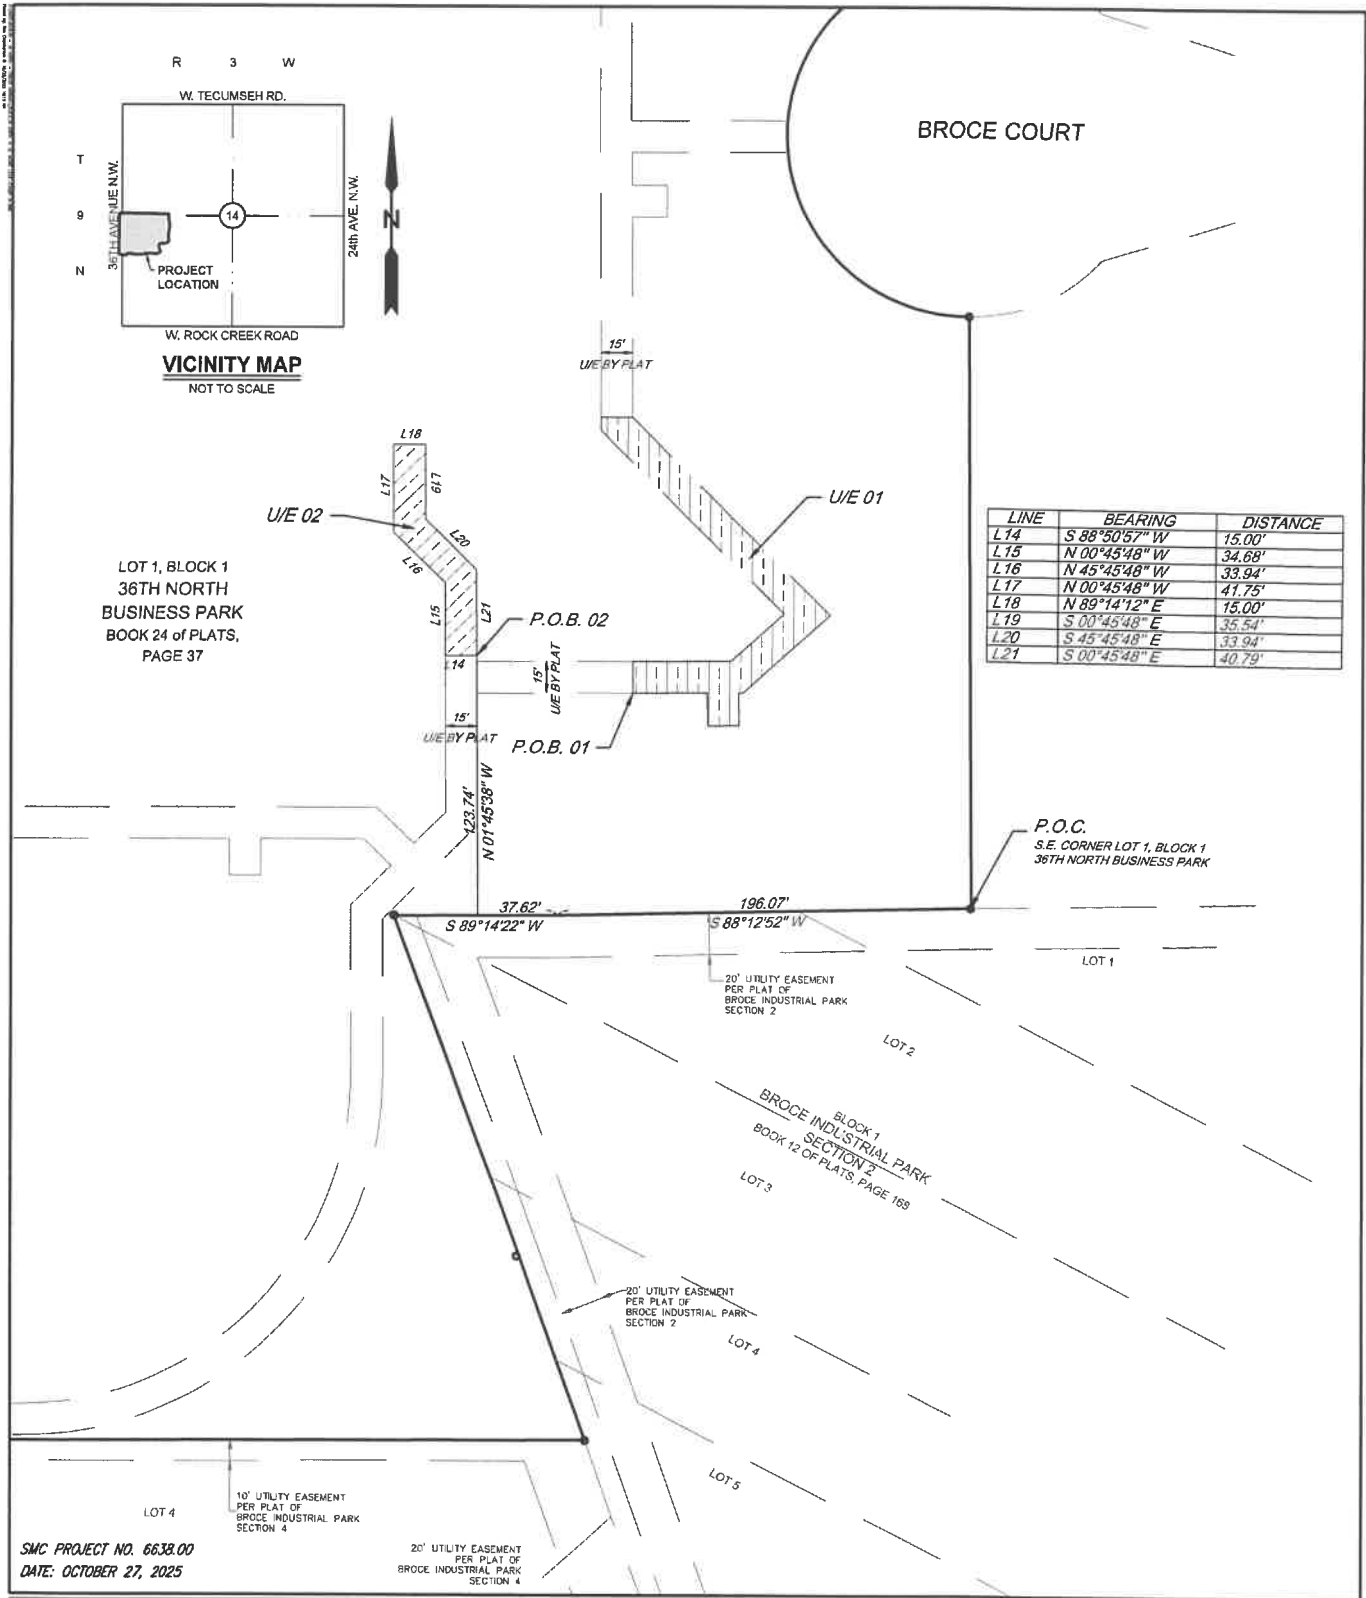 R 3 W
W. TECUMSEH RD.
T
9
N
36TH AVENUE N.W.
14
24th AVE. N.W.
PROJECT
LOCATION
W. ROCK CREEK ROAD
VICINITY MAP
NOT TO SCALE
N
BROCE COURT
15'
U/E BY PLAT
L18
L17
L19
U/E 02
L20
L16
U/E 01
LOT 1, BLOCK 1
36TH NORTH
BUSINESS PARK
BOOK 24 of PLATS,
PAGE 37
L15
L21
P.O.B. 02
L14
15'
U/E BY PLAT
15'
U/E BY PLAT
P.O.B. 01
LINE BEARING DISTANCE
L14 S 88°50'57" W 15.00'
L15 N 00°45'48" W 34.68'
L16 N 45°45'48" W 33.94'
L17 N 00°45'48" W 41.75'
L18 N 89°14'12" E 15.00'
L19 S 00°45'48" E 35.54'
L20 S 45°45'48" E 33.94'
L21 S 00°45'48" E 40.79'
123.74'
N 01°45'38" W
P.O.C.
S.E. CORNER LOT 1, BLOCK 1
36TH NORTH BUSINESS PARK
37.62'
S 89°14'22" W
196.07'
S 88°12'52" W
LOT 1
20' UTILITY EASEMENT
PER PLAT OF
BROCE INDUSTRIAL PARK
SECTION 2
LOT 2
BLOCK 1
BROCE INDUSTRIAL PARK
SECTION 2
BOOK 12 OF PLATS, PAGE 169
LOT 3
20' UTILITY EASEMENT
PER PLAT OF
BROCE INDUSTRIAL PARK
SECTION 2
LOT 4
LOT 5
LOT 4
10' UTILITY EASEMENT
PER PLAT OF
BROCE INDUSTRIAL PARK
SECTION 4
20' UTILITY EASEMENT
PER PLAT OF
BROCE INDUSTRIAL PARK
SECTION 4
SMC PROJECT NO. 6638.00
DATE: OCTOBER 27, 2025